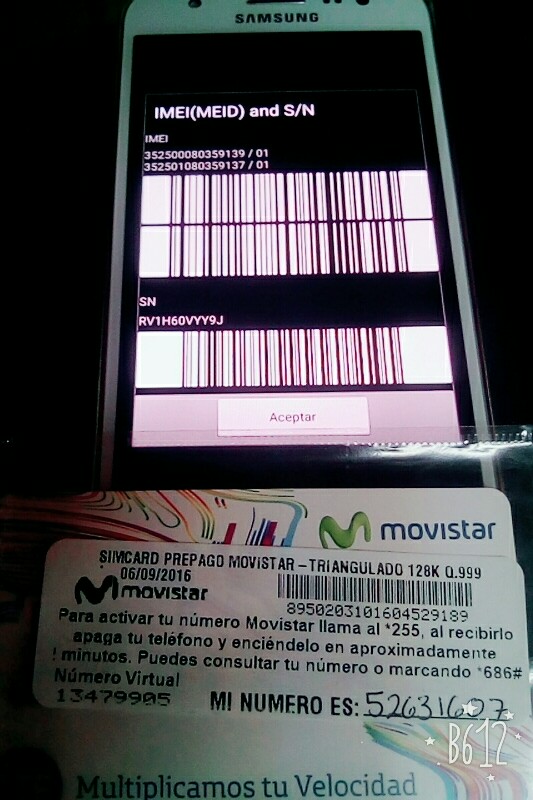 SAMSUNG
IMEI(MEID) and S/N
IMEI
352500080359139 / 01
352501080359137 / 01
SN
RV1H60VYY9J
Aceptar
movistar
SIMCARD PREPAGO MOVISTAR -TRIANGULADO 128K Q.999
06/09/2016
movistar
8950203101604529189
Para activar tu número Movistar llama al *255, al recibirlo
apaga tu teléfono y enciéndelo en aproximadamente
minutos. Puedes consultar tu número o marcando *686#
Número Virtual
13479905
MI NUMERO ES: 52631607
B612
Multiplicamos tu Velocidad